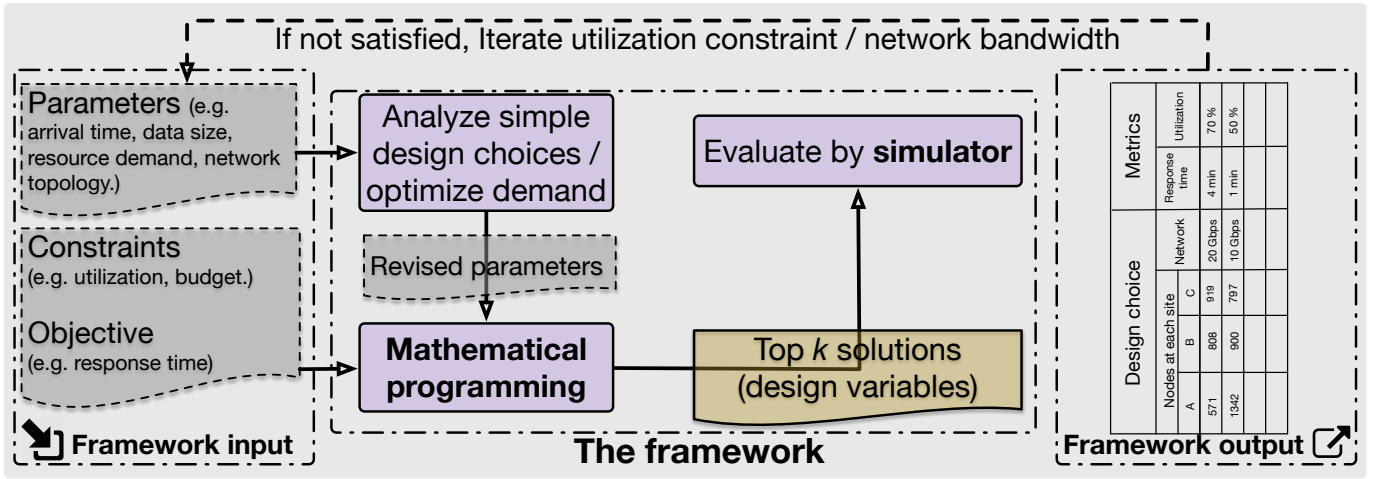 If not satisfied, Iterate utilization constraint / network bandwidth
Parameters (e.g.
arrival time, data size,
resource demand, network
topology.)
Constraints
(e.g. utilization, budget.)
Objective
(e.g. response time)
Framework input
Analyze simple
design choices /
optimize demand
Revised parameters
Mathematical
programming
Evaluate by simulator
Top k solutions
(design variables)
The framework
Design choice Metrics
Nodes at each site Network Response
time Utilization
A B C
571 808 919 20 Gbps 4 min 70 %
1342 900 797 10 Gbps 1 min 50 %
Framework output